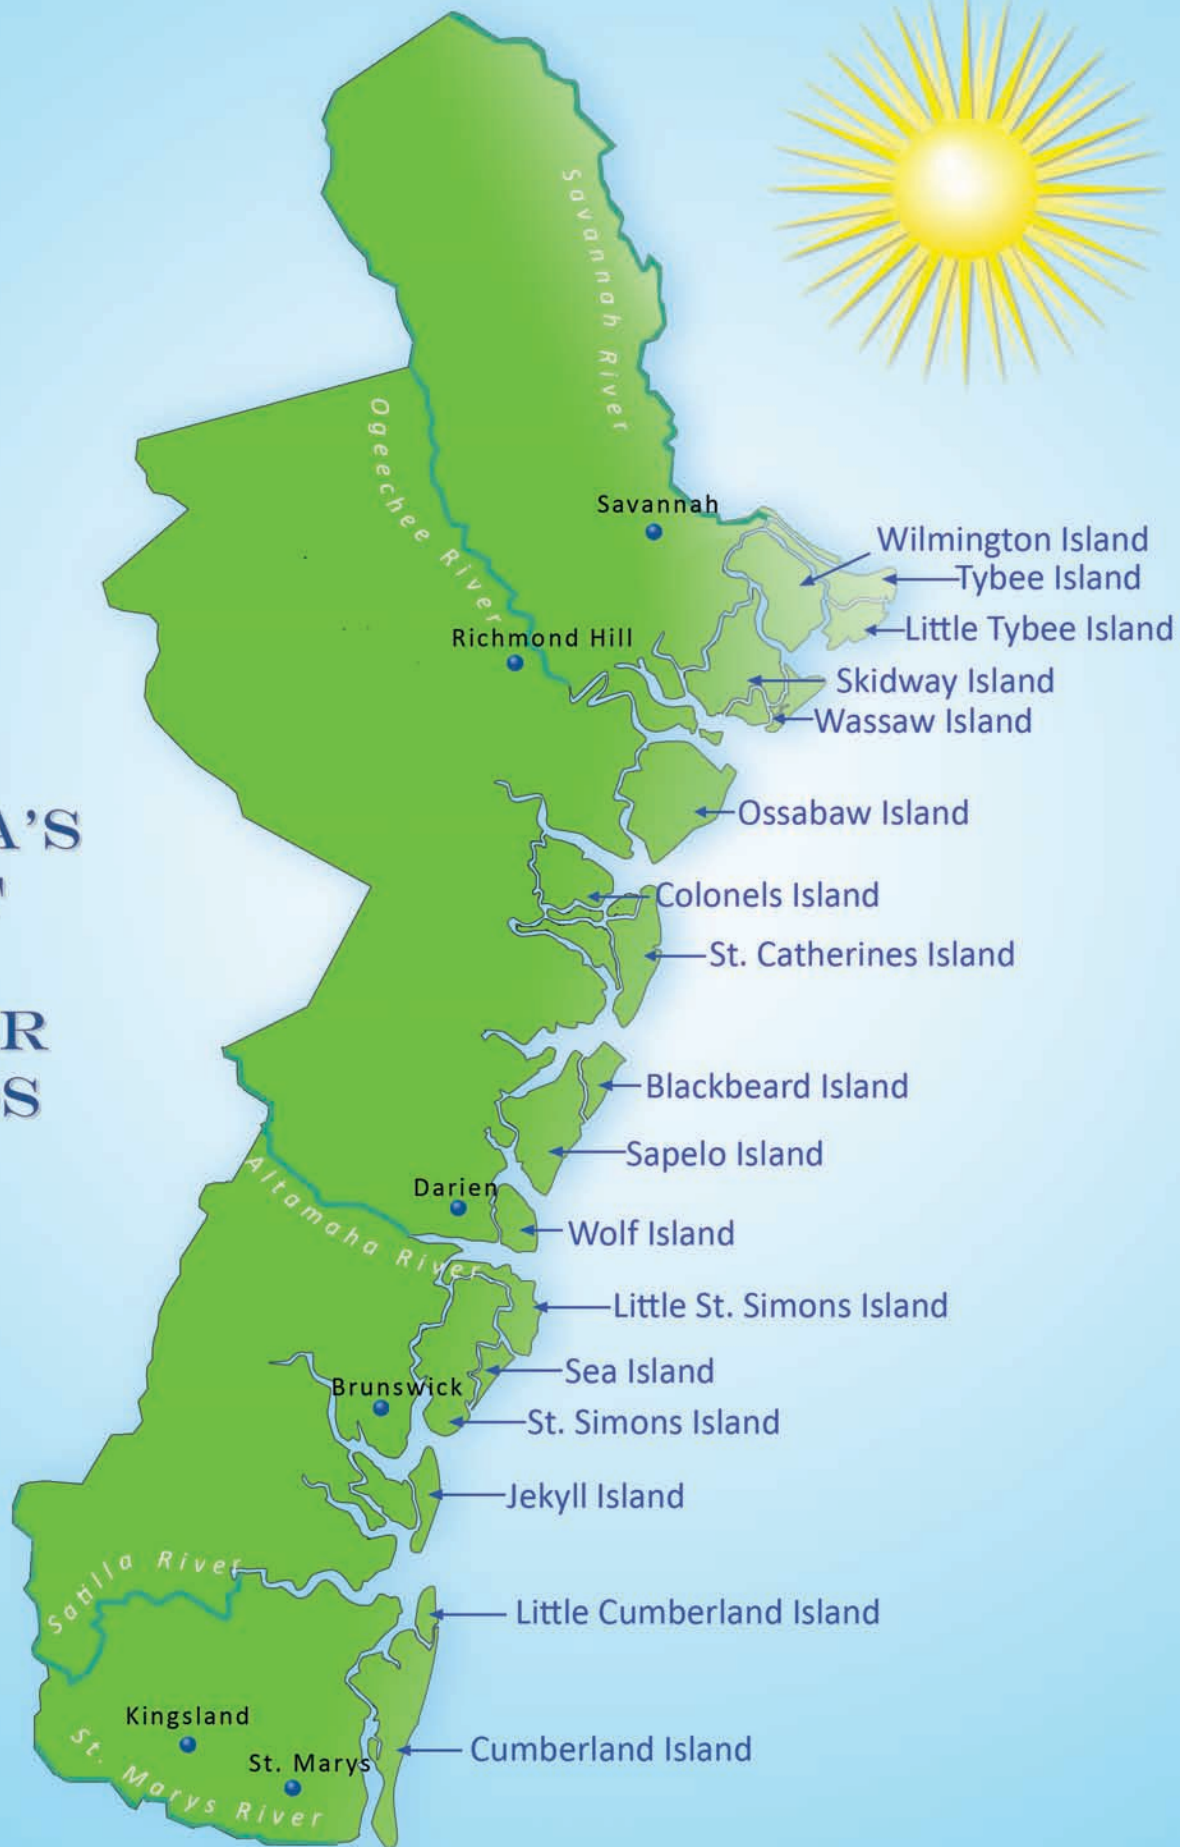 Savannah River
Ogeechee River
Savannah
Wilmington Island
Tybee Island
Little Tybee Island
Richmond Hill
Skidway Island
Wassaw Island
A'S
Ossabaw Island
Colonels Island
St. Catherines Island
R
S
Blackbeard Island
Sapelo Island
Altamaha River
Darien
Wolf Island
Little St. Simons Island
Sea Island
Brunswick
St. Simons Island
Jekyll Island
Satilla River
Little Cumberland Island
Kingsland
Cumberland Island
St. Marys
St. Marys River